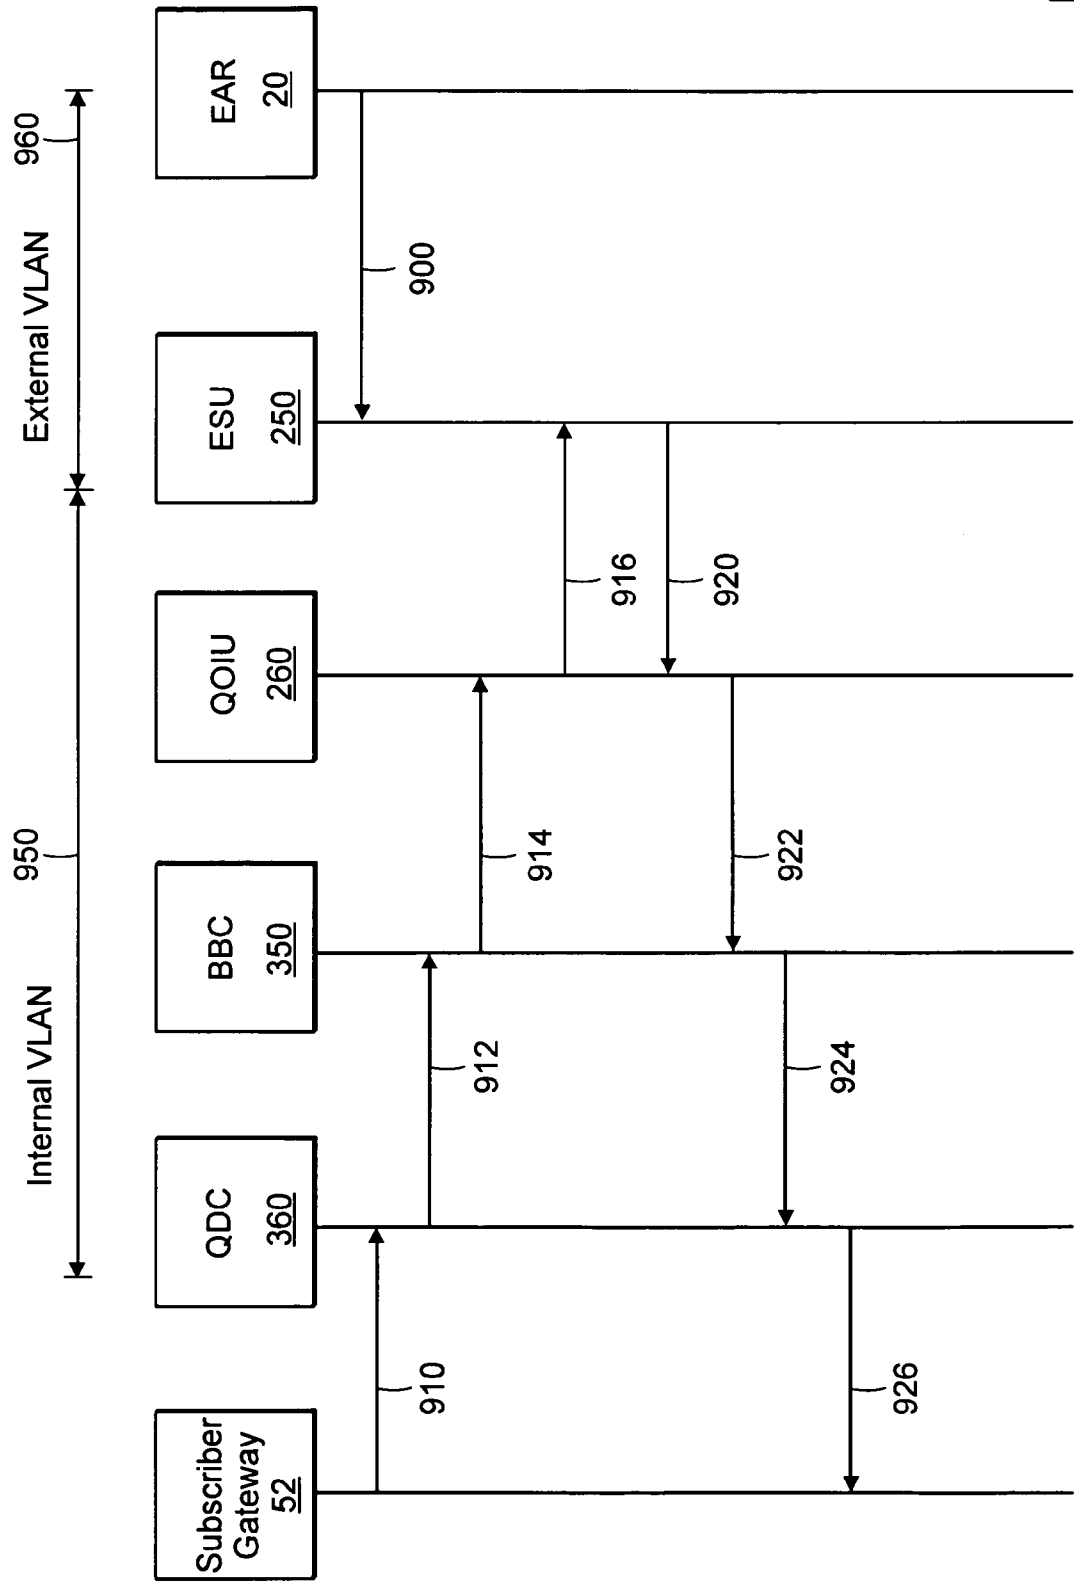 950
960
Internal VLAN
External VLAN
Subscriber
Gateway
52
QDC
360
BBC
350
QOIU
260
ESU
250
EAR
20
900
910
912
914
916
920
922
924
926